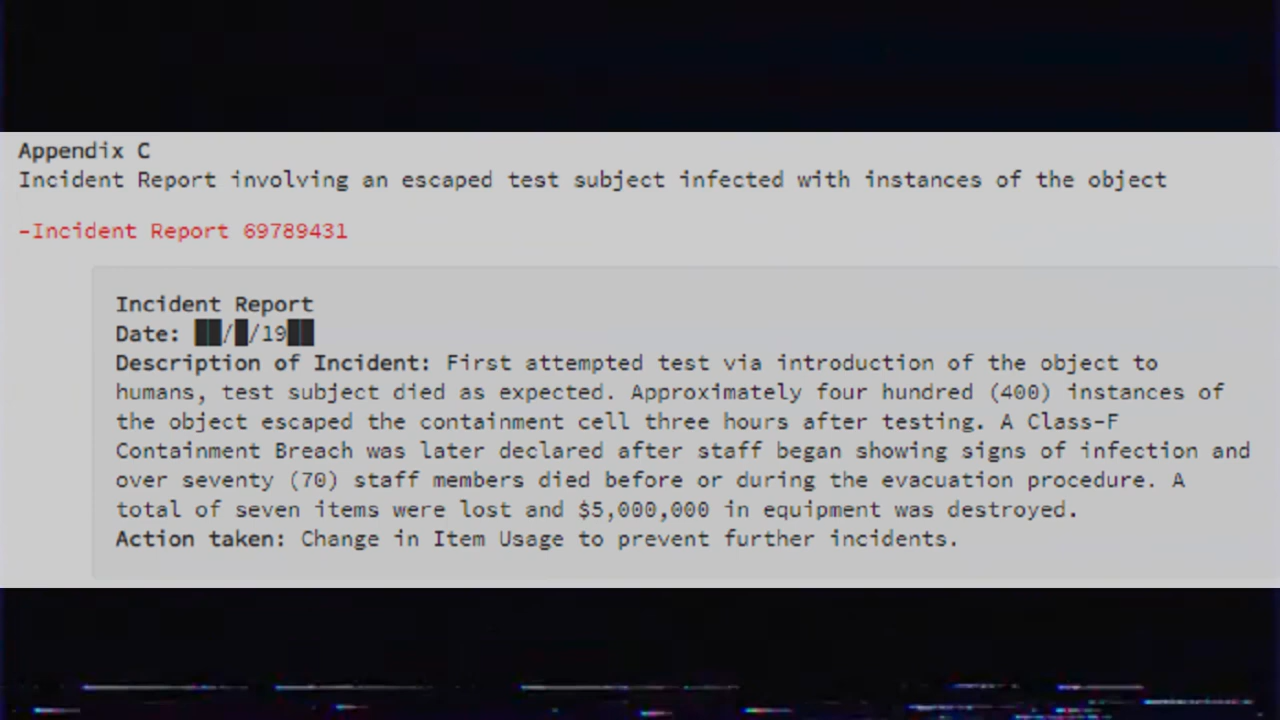 Appendix C
Incident Report involving an escaped test subject infected with instances of the object
-Incident Report 69789431
Incident Report
Date: ██/█/19██
Description of Incident: First attempted test via introduction of the object to
humans, test subject died as expected. Approximately four hundred (400) instances of
the object escaped the containment cell three hours after testing. A Class-F
Containment Breach was later declared after staff began showing signs of infection and
over seventy (70) staff members died before or during the evacuation procedure. A
total of seven items were lost and $5,000,000 in equipment was destroyed.
Action taken: Change in Item Usage to prevent further incidents.